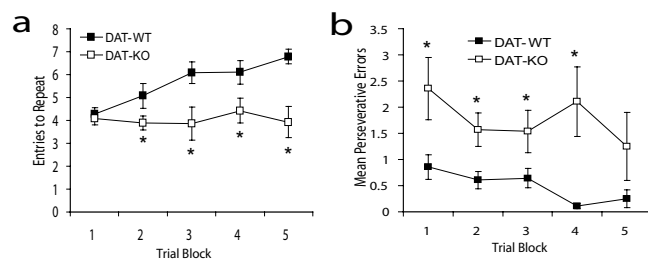 a
DAT-WT
DAT-KO
Entries to Repeat
8
7
6
5
4
3
2
1
0
* * * *
1 2 3 4 5
Trial Block
b
DAT-WT
DAT-KO
Mean Perseverative Errors
3.5
3
2.5
2
1.5
1
0.5
0
* * * *
1 2 3 4 5
Trial Block